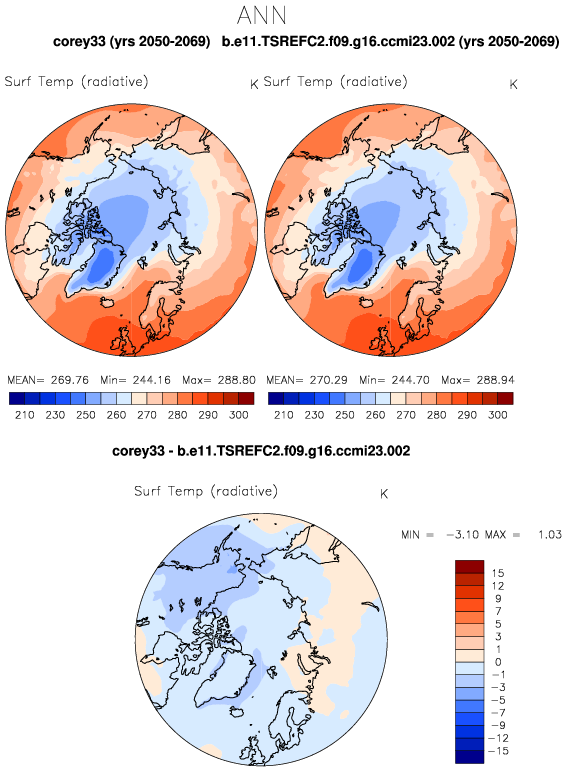 ANN
corey33 (yrs 2050-2069) b.e11.TSREFC2.f09.g16.ccmi23.002 (yrs 2050-2069)
Surf Temp (radiative) K Surf Temp (radiative) K
MEAN= 269.76 Min= 244.16 Max= 288.80 MEAN= 270.29 Min= 244.70 Max= 288.94
210 230 250 260 270 280 290 300 210 230 250 260 270 280 290 300
corey33 - b.e11.TSREFC2.f09.g16.ccmi23.002
Surf Temp (radiative) K
MIN = -3.10 MAX = 1.03
15
12
9
7
5
3
1
0
-1
-3
-5
-7
-9
-12
-15